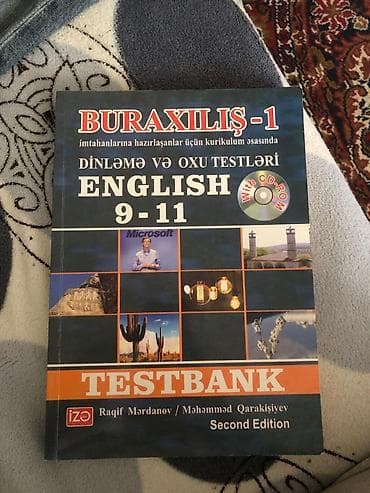 BURAXILIŞ-1
imtahanlarına hazırlaşanlar üçün kurikulum əsasında
DİNLƏMƏ VƏ OXU TESTLƏRİ
ENGLISH
With CD-ROM
9-11
Microsoft
TESTBANK
İZƏ
Raqif Mərdanov / Məhəmməd Qarakişiyev
Second Edition